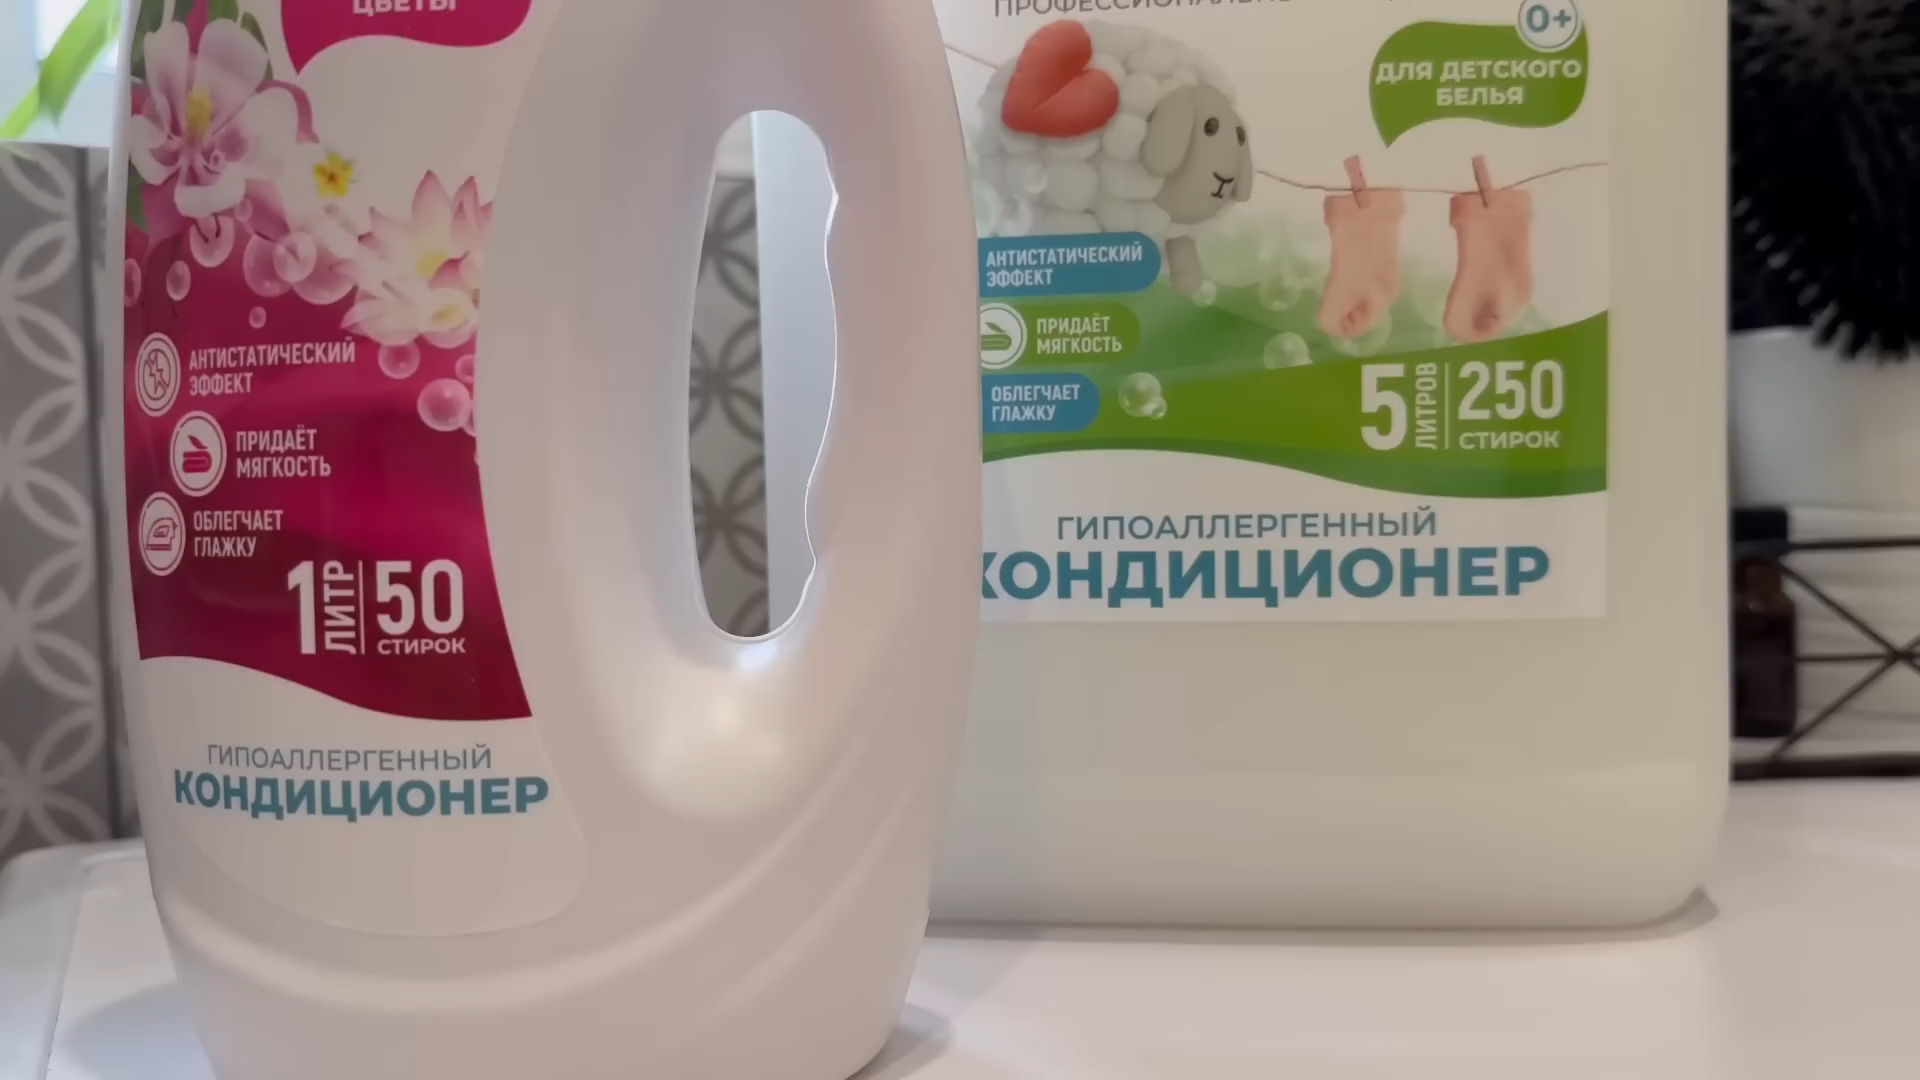 ЦВЕТЫ
АНТИСТАТИЧЕСКИЙ
ЭФФЕКТ
ПРИДАЁТ
МЯГКОСТЬ
ОБЛЕГЧАЕТ
ГЛАЖКУ
1 ЛИТР 50
СТИРОК
ГИПОАЛЛЕРГЕННЫЙ
КОНДИЦИОНЕР
0+
ДЛЯ ДЕТСКОГО
БЕЛЬЯ
АНТИСТАТИЧЕСКИЙ
ЭФФЕКТ
ПРИДАЁТ
МЯГКОСТЬ
ОБЛЕГЧАЕТ
ГЛАЖКУ
5 ЛИТРОВ 250
СТИРОК
ГИПОАЛЛЕРГЕННЫЙ
КОНДИЦИОНЕР